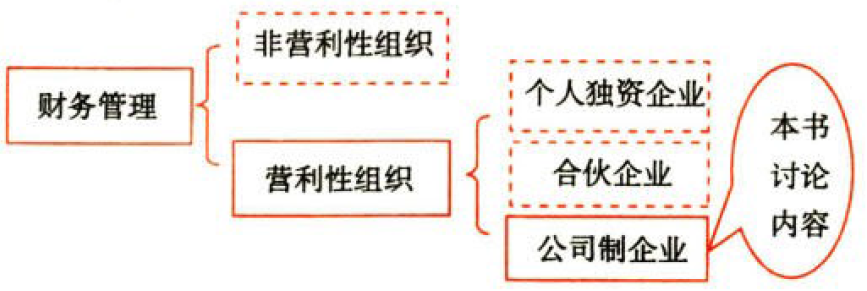 非营利性组织
财务管理
个人独资企业
营利性组织
合伙企业
公司制企业
本书
讨论
内容